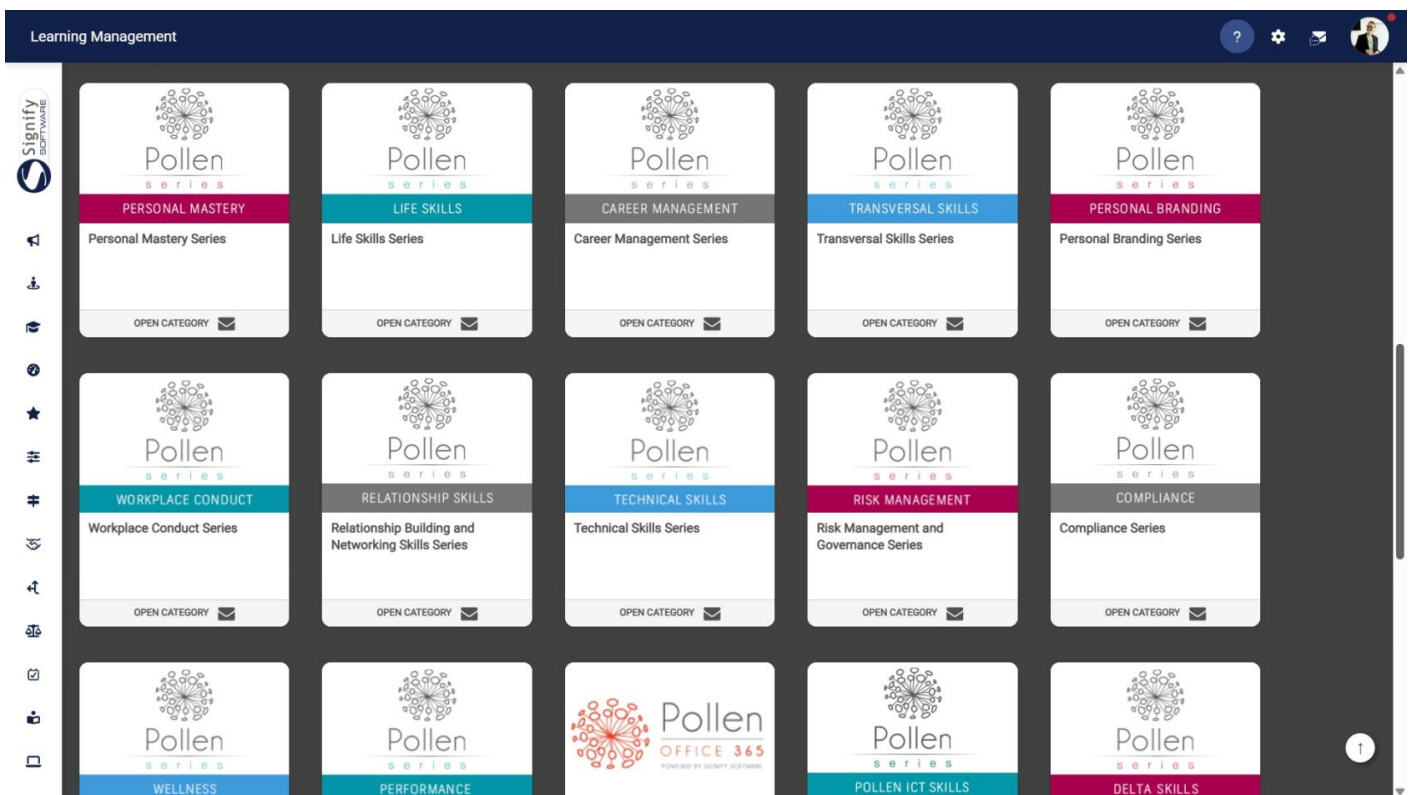 Learning Management
?
Signify
SOFTWARE
Pollen
series
PERSONAL MASTERY
Personal Mastery Series
OPEN CATEGORY
Pollen
series
LIFE SKILLS
Life Skills Series
OPEN CATEGORY
Pollen
series
CAREER MANAGEMENT
Career Management Series
OPEN CATEGORY
Pollen
series
TRANSVERSAL SKILLS
Transversal Skills Series
OPEN CATEGORY
Pollen
series
PERSONAL BRANDING
Personal Branding Series
OPEN CATEGORY
Pollen
series
WORKPLACE CONDUCT
Workplace Conduct Series
OPEN CATEGORY
Pollen
series
RELATIONSHIP SKILLS
Relationship Building and
Networking Skills Series
OPEN CATEGORY
Pollen
series
TECHNICAL SKILLS
Technical Skills Series
OPEN CATEGORY
Pollen
series
RISK MANAGEMENT
Risk Management and
Governance Series
OPEN CATEGORY
Pollen
series
COMPLIANCE
Compliance Series
OPEN CATEGORY
Pollen
series
WELLNESS
Pollen
series
PERFORMANCE
Pollen
OFFICE 365
POWERED BY SIGNIFY SOFTWARE
Pollen
series
POLLEN ICT SKILLS
Pollen
series
DELTA SKILLS